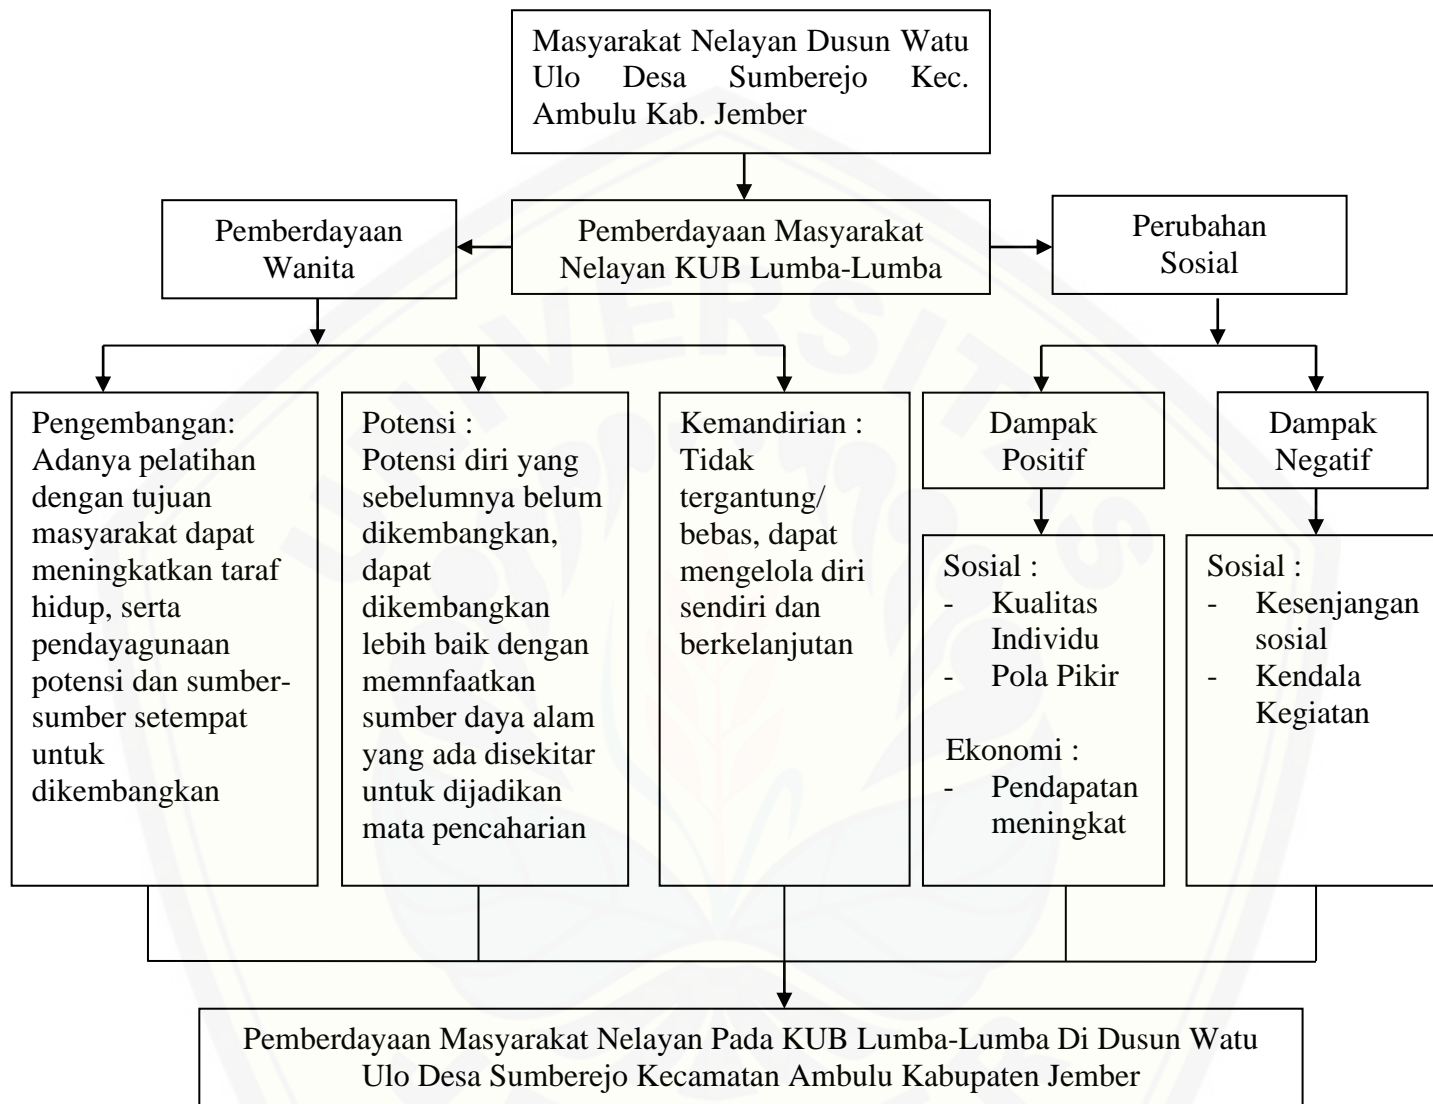 Masyarakat Nelayan Dusun Watu
Ulo Desa Sumberejo Kec.
Ambulu Kab. Jember
Pemberdayaan
Wanita
Pemberdayaan Masyarakat
Nelayan KUB Lumba-Lumba
Perubahan
Sosial
Pengembangan:
Adanya pelatihan
dengan tujuan
masyarakat dapat
meningkatkan taraf
hidup, serta
pendayagunaan
potensi dan sumber-
sumber setempat
untuk
dikembangkan
Potensi :
Potensi diri yang
sebelumnya belum
dikembangkan,
dapat
dikembangkan
lebih baik dengan
memnfaatkan
sumber daya alam
yang ada disekitar
untuk dijadikan
mata pencaharian
Kemandirian :
Tidak
tergantung/
bebas, dapat
mengelola diri
sendiri dan
berkelanjutan
Dampak
Positif
Sosial :
- Kualitas
Individu
- Pola Pikir
Ekonomi :
- Pendapatan
meningkat
Dampak
Negatif
Sosial :
- Kesenjangan
sosial
- Kendala
Kegiatan
Pemberdayaan Masyarakat Nelayan Pada KUB Lumba-Lumba Di Dusun Watu
Ulo Desa Sumberejo Kecamatan Ambulu Kabupaten Jember
UNIVERSITAS